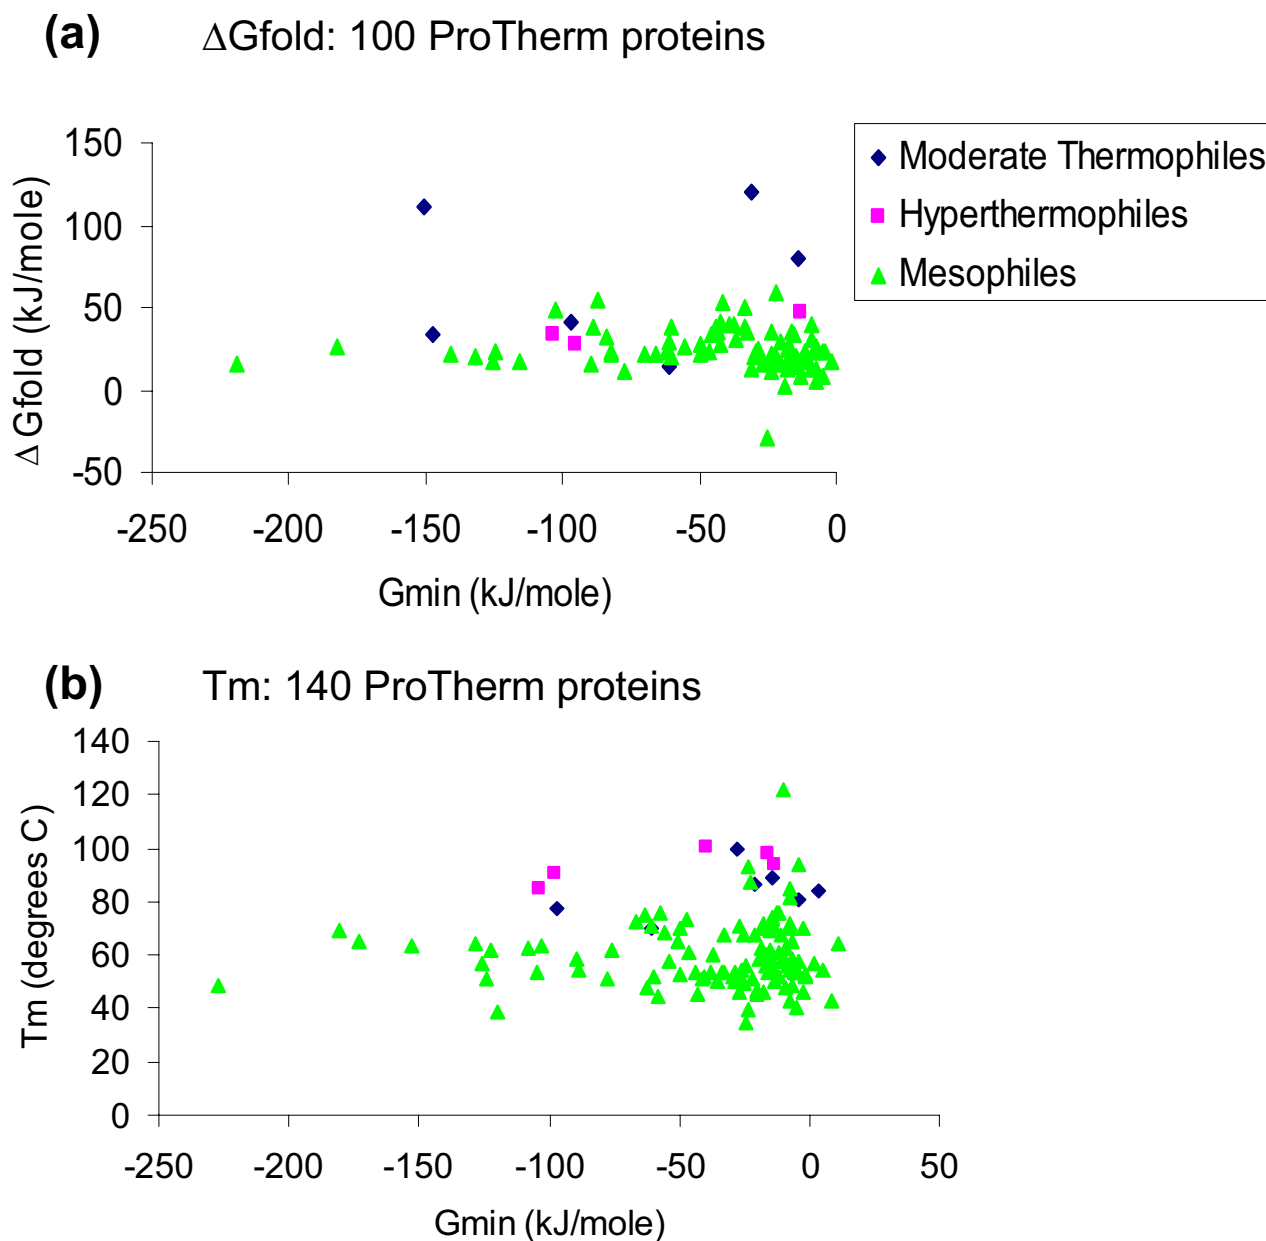 (a) ΔGfold: 100 ProTherm proteins
150
100
50
0
-50
ΔGfold (kJ/mole)
-250 -200 -150 -100 -50 0
Gmin (kJ/mole)
Moderate Thermophiles
Hyperthermophiles
Mesophiles
(b) Tm: 140 ProTherm proteins
140
120
100
80
60
40
20
0
Tm (degrees C)
-250 -200 -150 -100 -50 0 50
Gmin (kJ/mole)